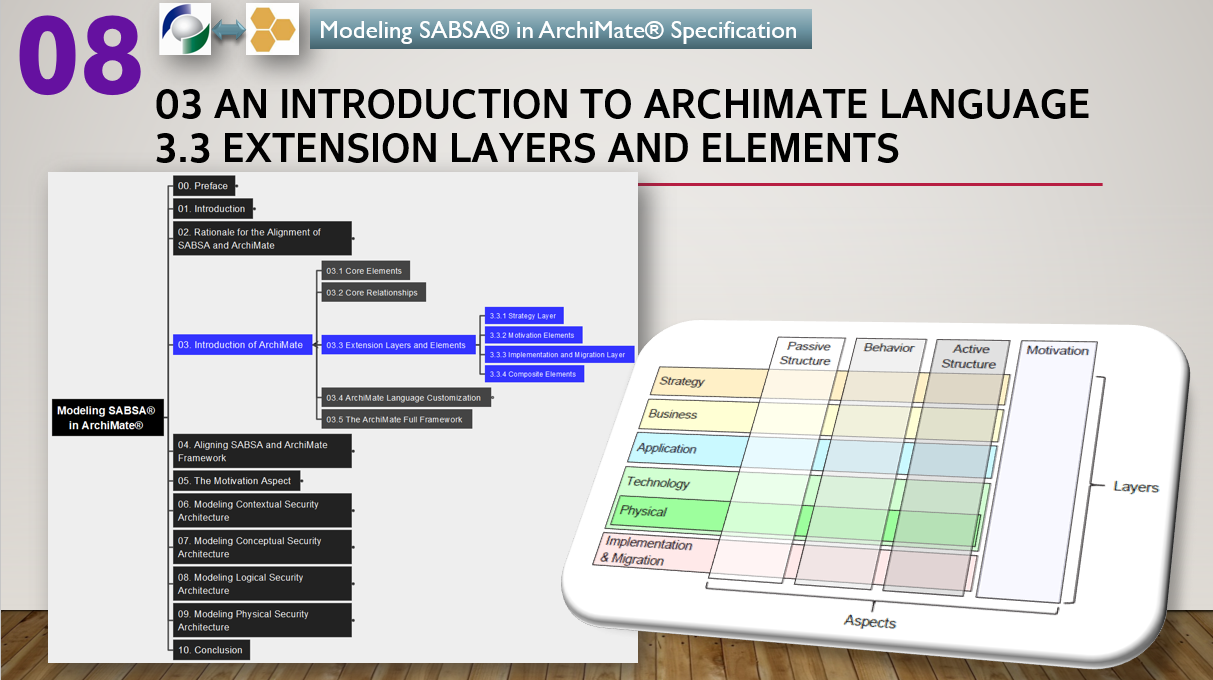 08
Modeling SABSA® in ArchiMate® Specification
03 AN INTRODUCTION TO ARCHIMATE LANGUAGE
3.3 EXTENSION LAYERS AND ELEMENTS
Modeling SABSA®
in ArchiMate®
00. Preface
01. Introduction
02. Rationale for the Alignment of
SABSA and ArchiMate
03. Introduction of ArchiMate
03.1 Core Elements
03.2 Core Relationships
03.3 Extension Layers and Elements
3.3.1 Strategy Layer
3.3.2 Motivation Elements
3.3.3 Implementation and Migration Layer
3.3.4 Composite Elements
03.4 ArchiMate Language Customization
03.5 The ArchiMate Full Framework
04. Aligning SABSA and ArchiMate
Framework
05. The Motivation Aspect
06. Modeling Contextual Security
Architecture
07. Modeling Conceptual Security
Architecture
08. Modeling Logical Security
Architecture
09. Modeling Physical Security
Architecture
10. Conclusion
Passive
Structure
Behavior
Active
Structure
Motivation
Strategy
Business
Application
Technology
Physical
Implementation
& Migration
Layers
Aspects